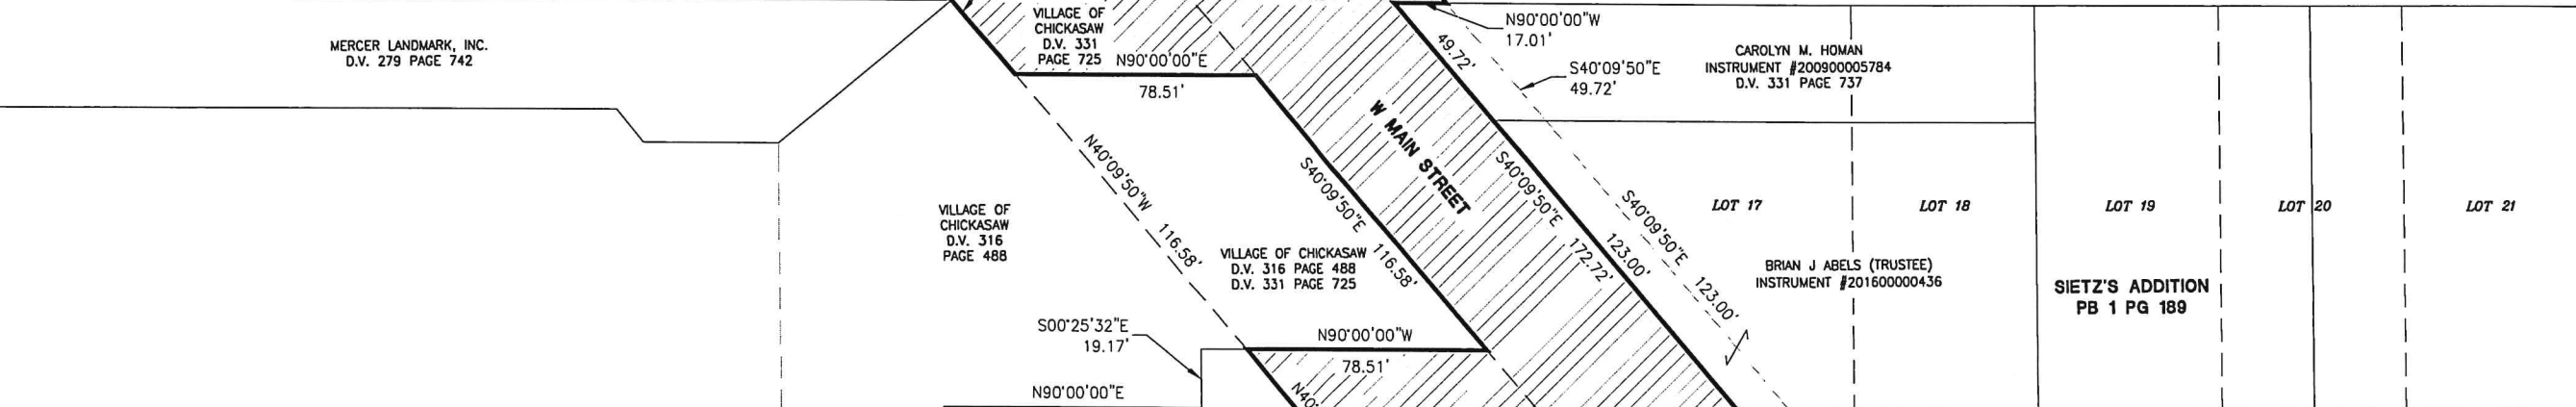 MERCER LANDMARK, INC.
D.V. 279 PAGE 742
VILLAGE OF
CHICKASAW
D.V. 331
PAGE 725
N90°00'00"E
78.51'
N90°00'00"W
17.01'
49.72'
S40°09'50"E
49.72'
CAROLYN M. HOMAN
INSTRUMENT #200900005784
D.V. 331 PAGE 737
W MAIN STREET
N40°09'50"W
116.58'
S40°09'50"E
116.58'
S40°09'50"E
172.72'
123.00'
S40°09'50"E
123.00'
VILLAGE OF
CHICKASAW
D.V. 316
PAGE 488
VILLAGE OF CHICKASAW
D.V. 316 PAGE 488
D.V. 331 PAGE 725
LOT 17
LOT 18
LOT 19
LOT 20
LOT 21
BRIAN J ABELS (TRUSTEE)
INSTRUMENT #201600000436
SIETZ'S ADDITION
PB 1 PG 189
S00°25'32"E
19.17'
N90°00'00"W
78.51'
N90°00'00"E
N40°